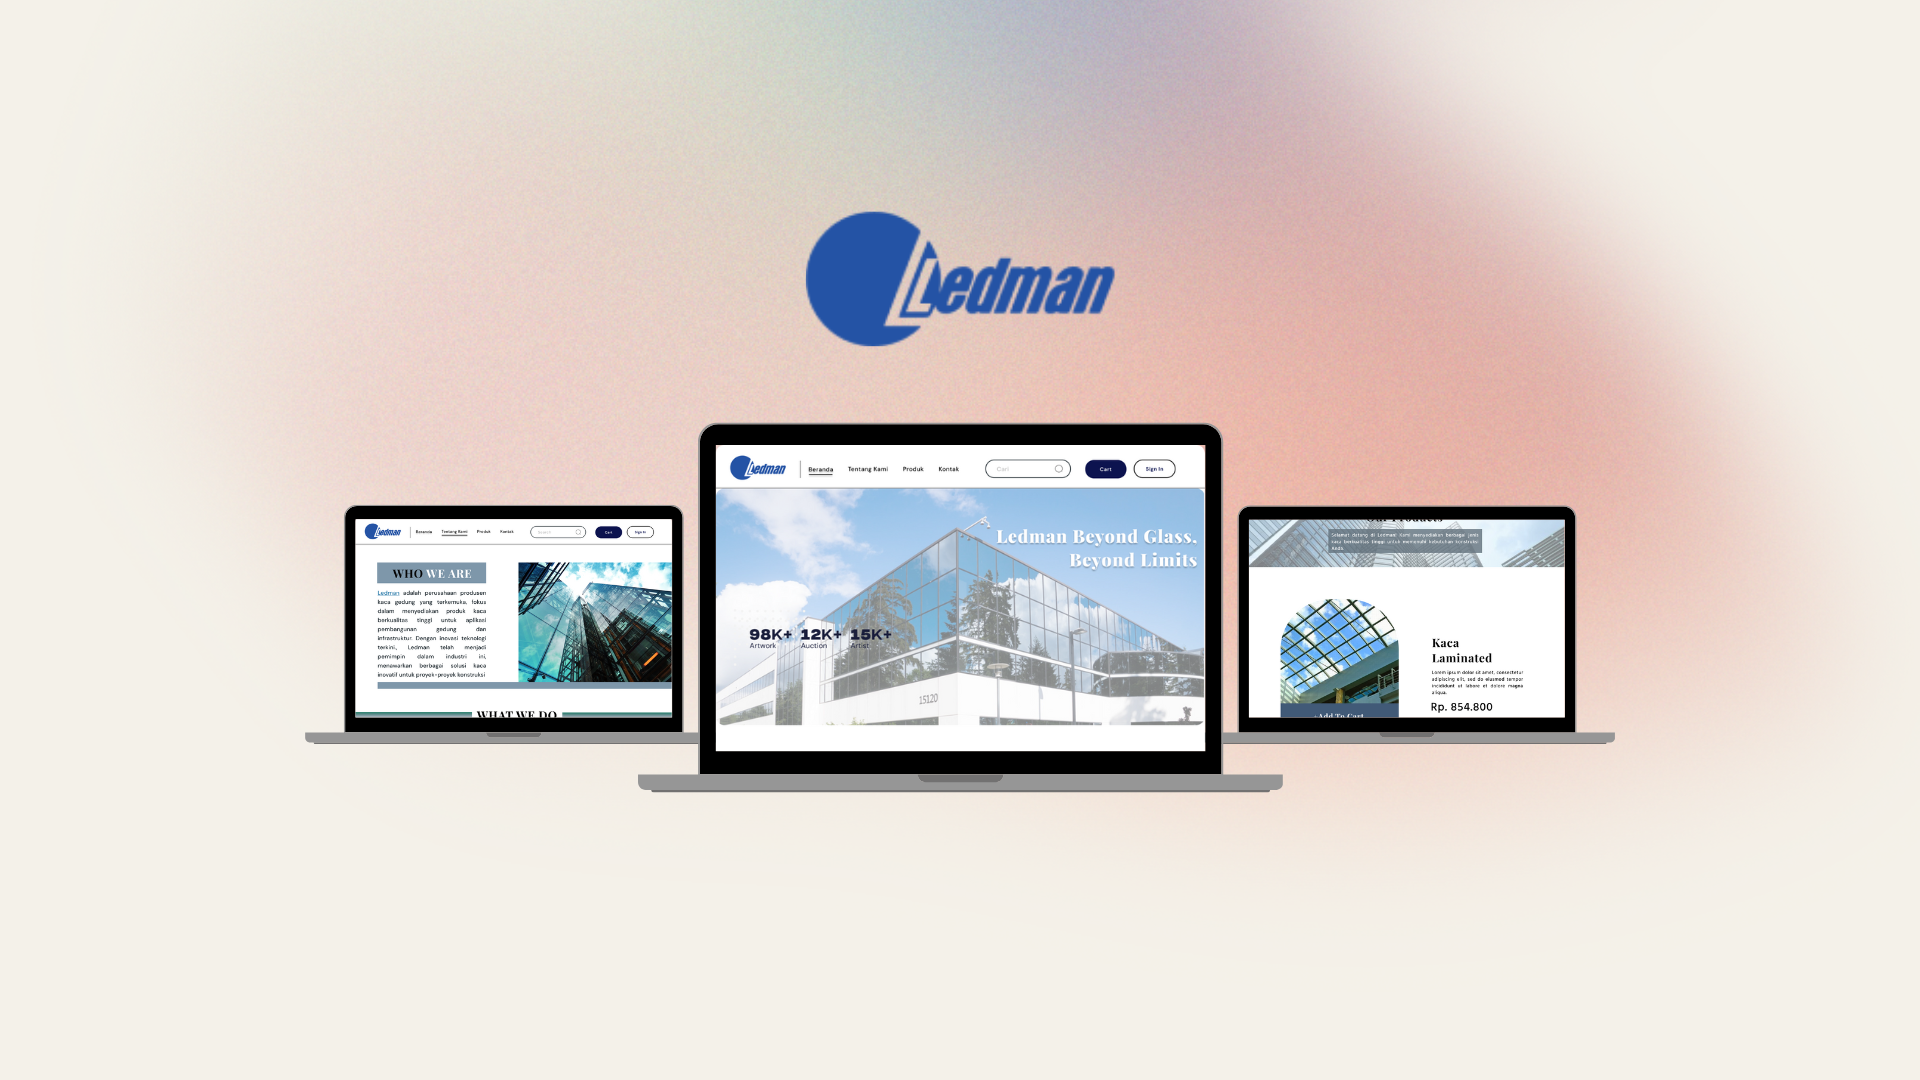 Ledman
Ledman
Beranda
Tentang Kami
Produk
Kontak
Search
Cart
Sign In
WHO WE ARE
Ledman adalah perusahaan produsen
kaca gedung yang terkemuka, fokus
dalam menyediakan produk kaca
berkualitas tinggi untuk aplikasi
pembangunan gedung dan
infrastruktur. Dengan inovasi teknologi
terkini, Ledman telah menjadi
pemimpin dalam industri ini,
menawarkan berbagai solusi kaca
inovatif untuk proyek-proyek konstruksi
WHAT WE DO
Ledman
Beranda
Tentang Kami
Produk
Kontak
Cart
Cart
Sign In
Ledman Beyond Glass,
Beyond Limits
98K+ 12K+ 15K+
Artwork Auction Artist
15120
Our Products
Selamat datang di Ledman! Kami menyediakan berbagai jenis
kaca berkualitas tinggi untuk memenuhi kebutuhan konstruksi
Anda.
Kaca
Laminated
Lorem ipsum dolor sit amet, consectetur
adipiscing elit, sed do eiusmod tempor
incididunt ut labore et dolore magna
aliqua.
Rp. 854.800
+Add To Cart